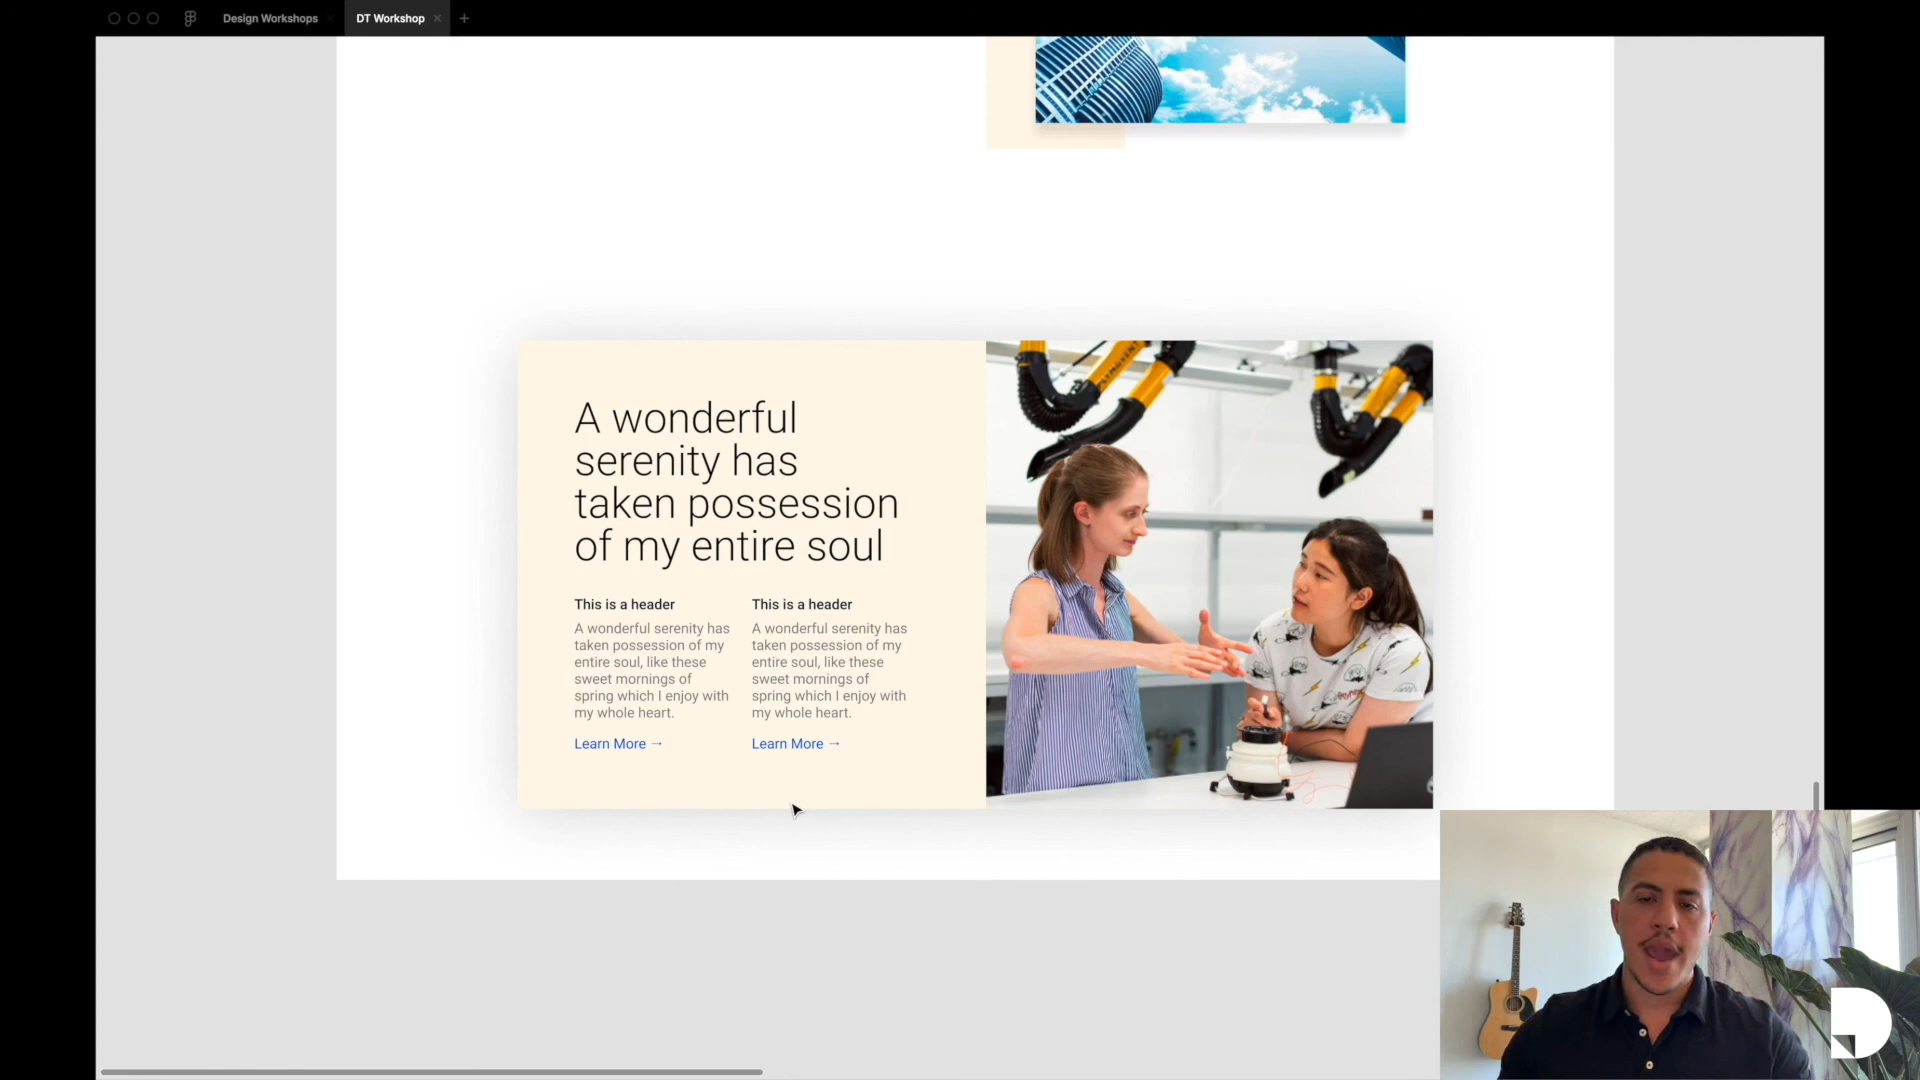 Design Workshops
DT Workshop
A wonderful
serenity has
taken possession
of my entire soul
This is a header
A wonderful serenity has
taken possession of my
entire soul, like these
sweet mornings of
spring which I enjoy with
my whole heart.
Learn More →
This is a header
A wonderful serenity has
taken possession of my
entire soul, like these
sweet mornings of
spring which I enjoy with
my whole heart.
Learn More →